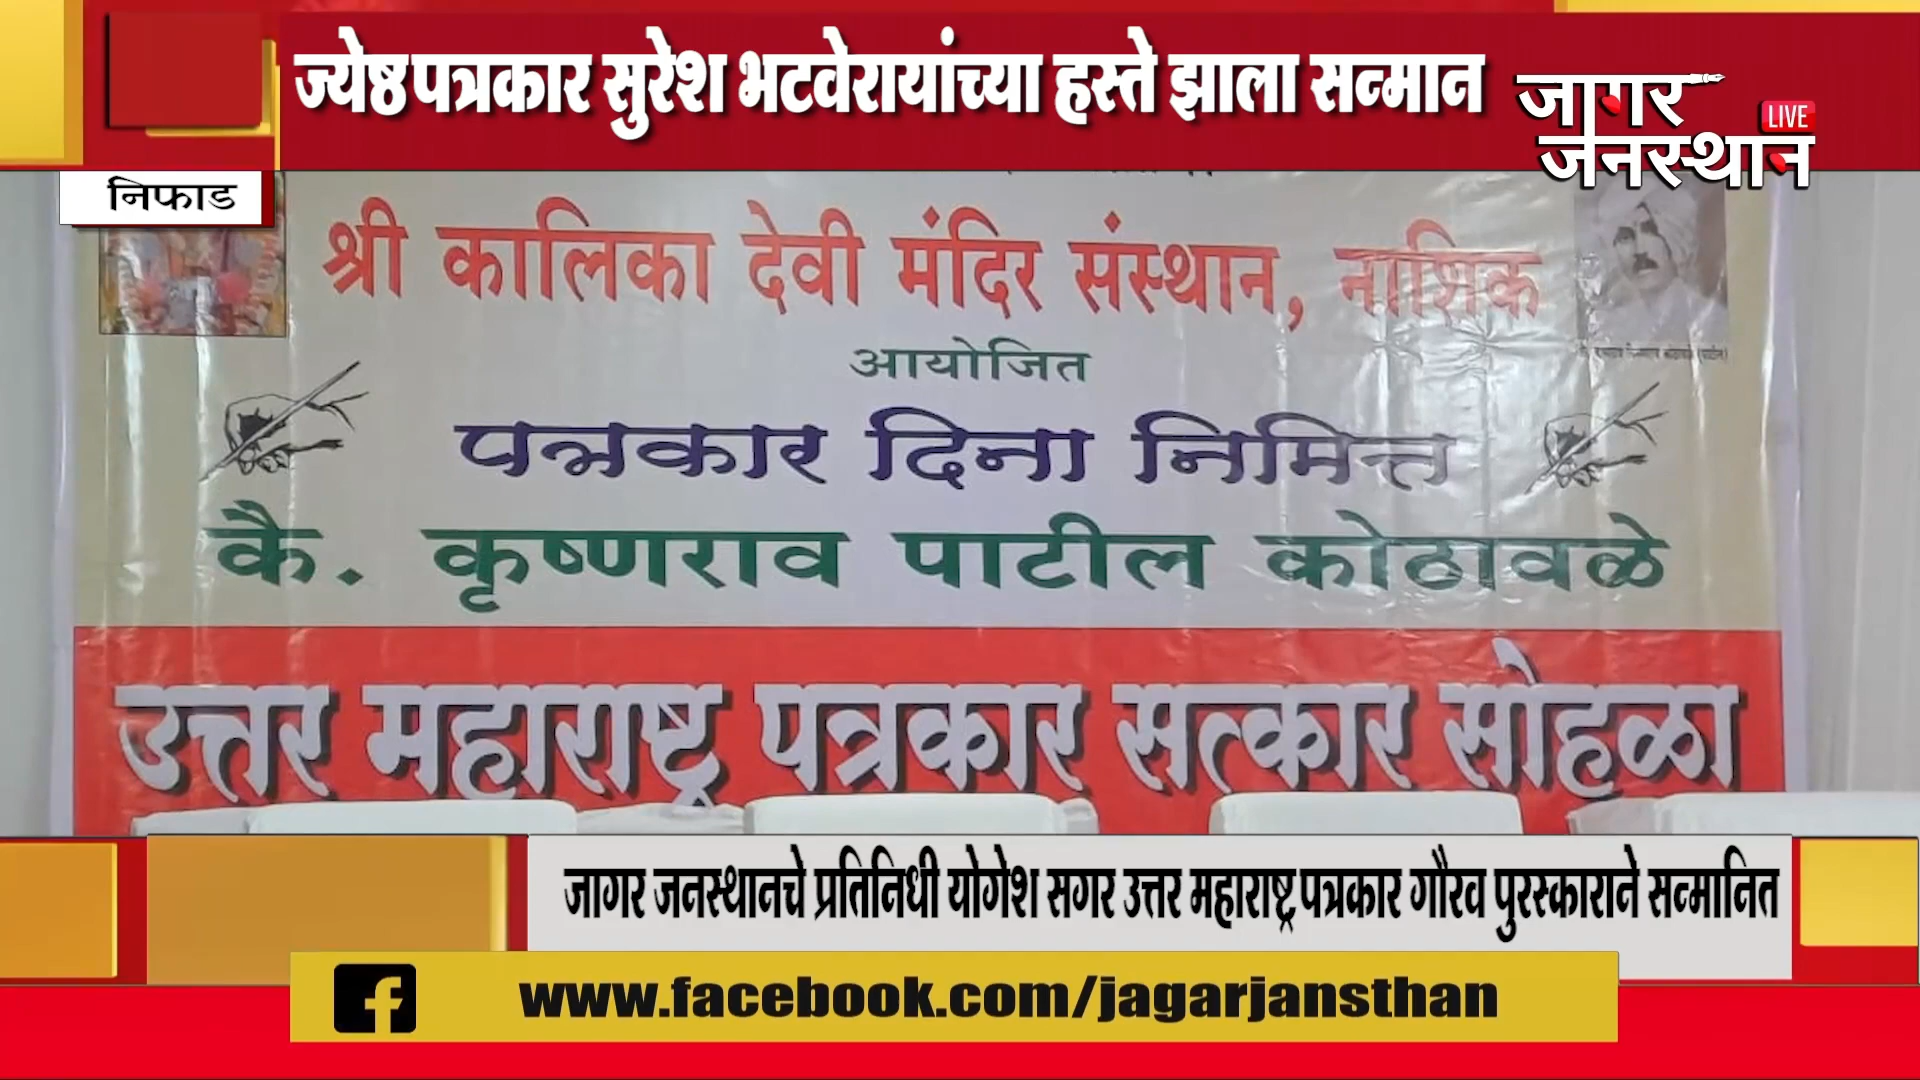 ज्येष्ठ पत्रकार सुरेश भटवेरायांच्या हस्ते झाला सन्मान
जागर
जनस्थान
LIVE
निफाड
श्री कालिका देवी मंदिर संस्थान, नाशिक
आयोजित
पत्रकार दिना निमित्त
कै. कृष्णराव पाटील कोठावळे
उत्तर महाराष्ट्र पत्रकार सत्कार सोहळा
जागर जनस्थानचे प्रतिनिधी योगेश सगर उत्तर महाराष्ट्र पत्रकार गौरव पुरस्काराने सन्मानित
www.facebook.com/jagarjansthan